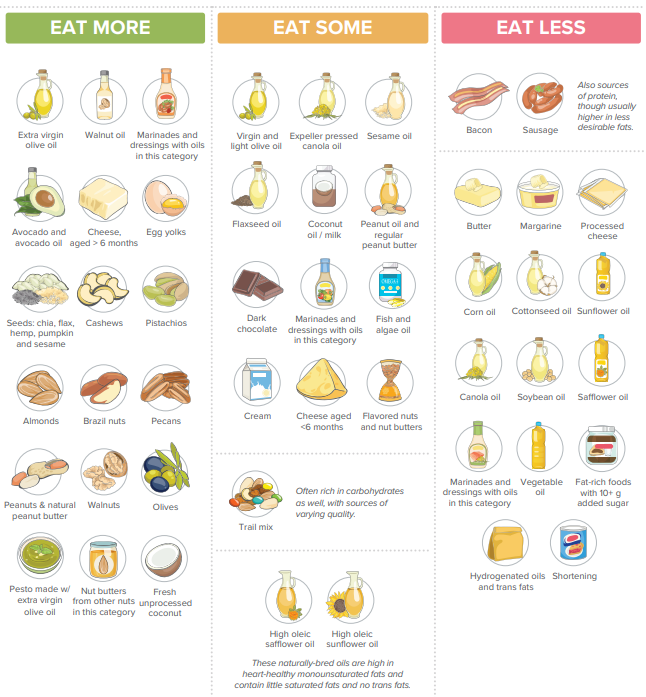 EAT MORE
Extra virgin
olive oil
Walnut oil
Marinades and
dressings with oils
in this category
Avocado and
avocado oil
Cheese,
aged > 6 months
Egg yolks
Seeds: chia, flax,
hemp, pumpkin
and sesame
Cashews
Pistachios
Almonds
Brazil nuts
Pecans
Peanuts & natural
peanut butter
Walnuts
Olives
Pesto made w/
extra virgin
olive oil
Nut butters
from other nuts
in this category
Fresh
unprocessed
coconut
EAT SOME
Virgin and
light olive oil
Expeller pressed
canola oil
Sesame oil
Flaxseed oil
Coconut
oil / milk
Peanut oil and
regular
peanut butter
Dark
chocolate
Marinades and
dressings with oils
in this category
OMEGA
Fish and
algae oil
Cream
Cheese aged
<6 months
Flavored nuts
and nut butters
Trail mix
Often rich in carbohydrates
as well, with sources of
varying quality.
High oleic
safflower oil
High oleic
sunflower oil
These naturally-bred oils are high in
heart-healthy monounsaturated fats and
contain little saturated fats and no trans fats.
EAT LESS
Bacon
Sausage
Also sources
of protein,
though usually
higher in less
desirable fats.
Butter
Margarine
Processed
cheese
Corn oil
Cottonseed oil
Sunflower oil
Canola oil
Soybean oil
Safflower oil
Marinades and
dressings with oils
in this category
Vegetable
oil
Fat-rich foods
with 10+ g
added sugar
Hydrogenated oils
and trans fats
Shortening